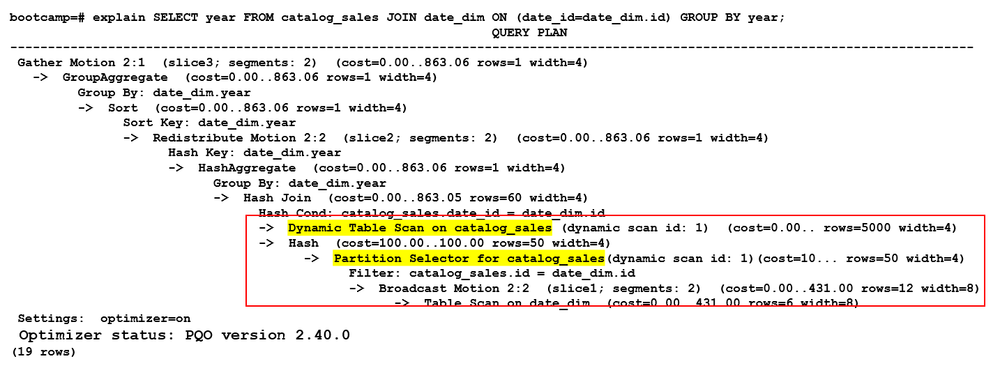 bootcamp=# explain SELECT year FROM catalog_sales JOIN date_dim ON (date_id=date_dim.id) GROUP BY year;
QUERY PLAN
--------------------------------------------------------------------------------------------------------------------------------
Gather Motion 2:1  (slice3; segments: 2)  (cost=0.00..863.06 rows=1 width=4)
->  GroupAggregate  (cost=0.00..863.06 rows=1 width=4)
Group By: date_dim.year
->  Sort  (cost=0.00..863.06 rows=1 width=4)
Sort Key: date_dim.year
->  Redistribute Motion 2:2  (slice2; segments: 2)  (cost=0.00..863.06 rows=1 width=4)
Hash Key: date_dim.year
->  HashAggregate  (cost=0.00..863.06 rows=1 width=4)
Group By: date_dim.year
->  Hash Join  (cost=0.00..863.05 rows=60 width=4)
Hash Cond: catalog_sales.date_id = date_dim.id
->  Dynamic Table Scan on catalog_sales (dynamic scan id: 1)  (cost=0.00.. rows=5000 width=4)
->  Hash  (cost=100.00..100.00 rows=50 width=4)
->  Partition Selector for catalog_sales(dynamic scan id: 1)(cost=10... rows=50 width=4)
Filter: catalog_sales.id = date_dim.id
->  Broadcast Motion 2:2  (slice1; segments: 2)  (cost=0.00..431.00 rows=12 width=8)
->  Table Scan on date_dim  (cost=0.00..431.00 rows=6 width=8)
Settings:  optimizer=on
Optimizer status: PQO version 2.40.0
(19 rows)